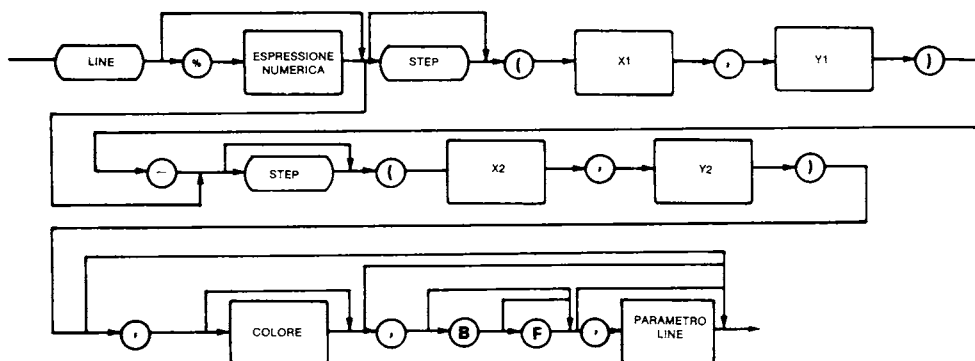 LINE % ESPRESSIONE NUMERICA STEP ( X1 , Y1 )
- STEP ( X2 , Y2 )
, COLORE , B F , PARAMETRO LINE